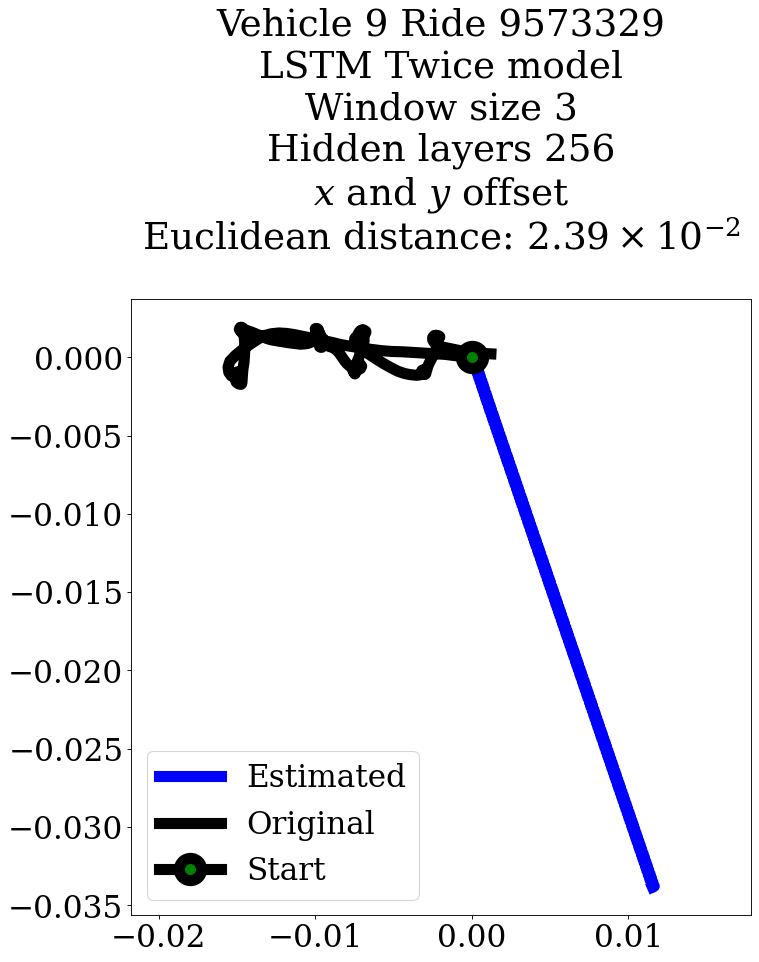 Vehicle 9 Ride 9573329
LSTM Twice model
Window size 3
Hidden layers 256
x and y offset
Euclidean distance: 2.39 × 10⁻²
0.000
−0.005
−0.010
−0.015
−0.020
−0.025
−0.030
−0.035
Estimated
Original
Start
−0.02 −0.01 0.00 0.01